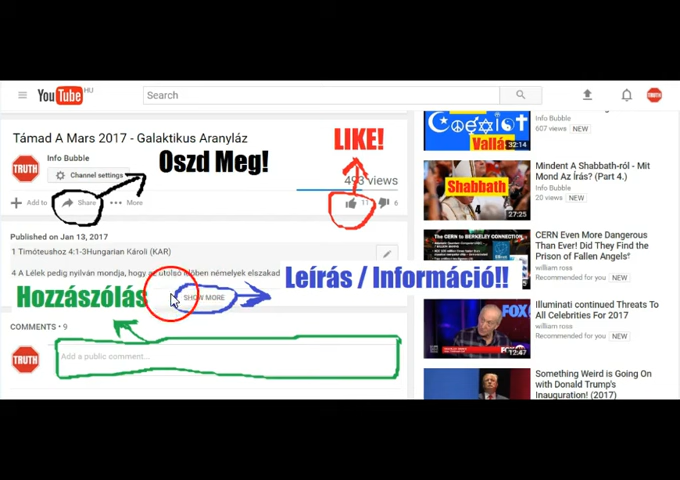 YouTube HU
Search
TRUTH
Támad A Mars 2017 - Galaktikus Aranyláz
LIKE!
TRUTH
Info Bubble
Channel settings
Oszd Meg!
493 views
Add to
Share
More
11
6
Published on Jan 13, 2017
1 Timóteushoz 4:1-3Hungarian Károli (KAR)
4 A Lélek pedig nyilván mondja, hogy az utolsó időben némelyek elszakad
Leírás / Információ!!
Hozzászólás
SHOW MORE
COMMENTS • 9
TRUTH
Add a public comment...
Vallás
32:14
Info Bubble
607 views NEW
Shabbath
4
27:25
Mindent A Shabbath-ról - Mit
Mond Az Írás? (Part 4.)
Info Bubble
20 views NEW
CERN Even More Dangerous
Than Ever! Did They Find the
Prison of Fallen Angels"
william ross
Recommended for you NEW
FOX
12:47
Illuminati continued Threats To
All Celebrities For 2017
william ross
Recommended for you NEW
Something Weird is Going On
with Donald Trump's
Inauguration! (2017)